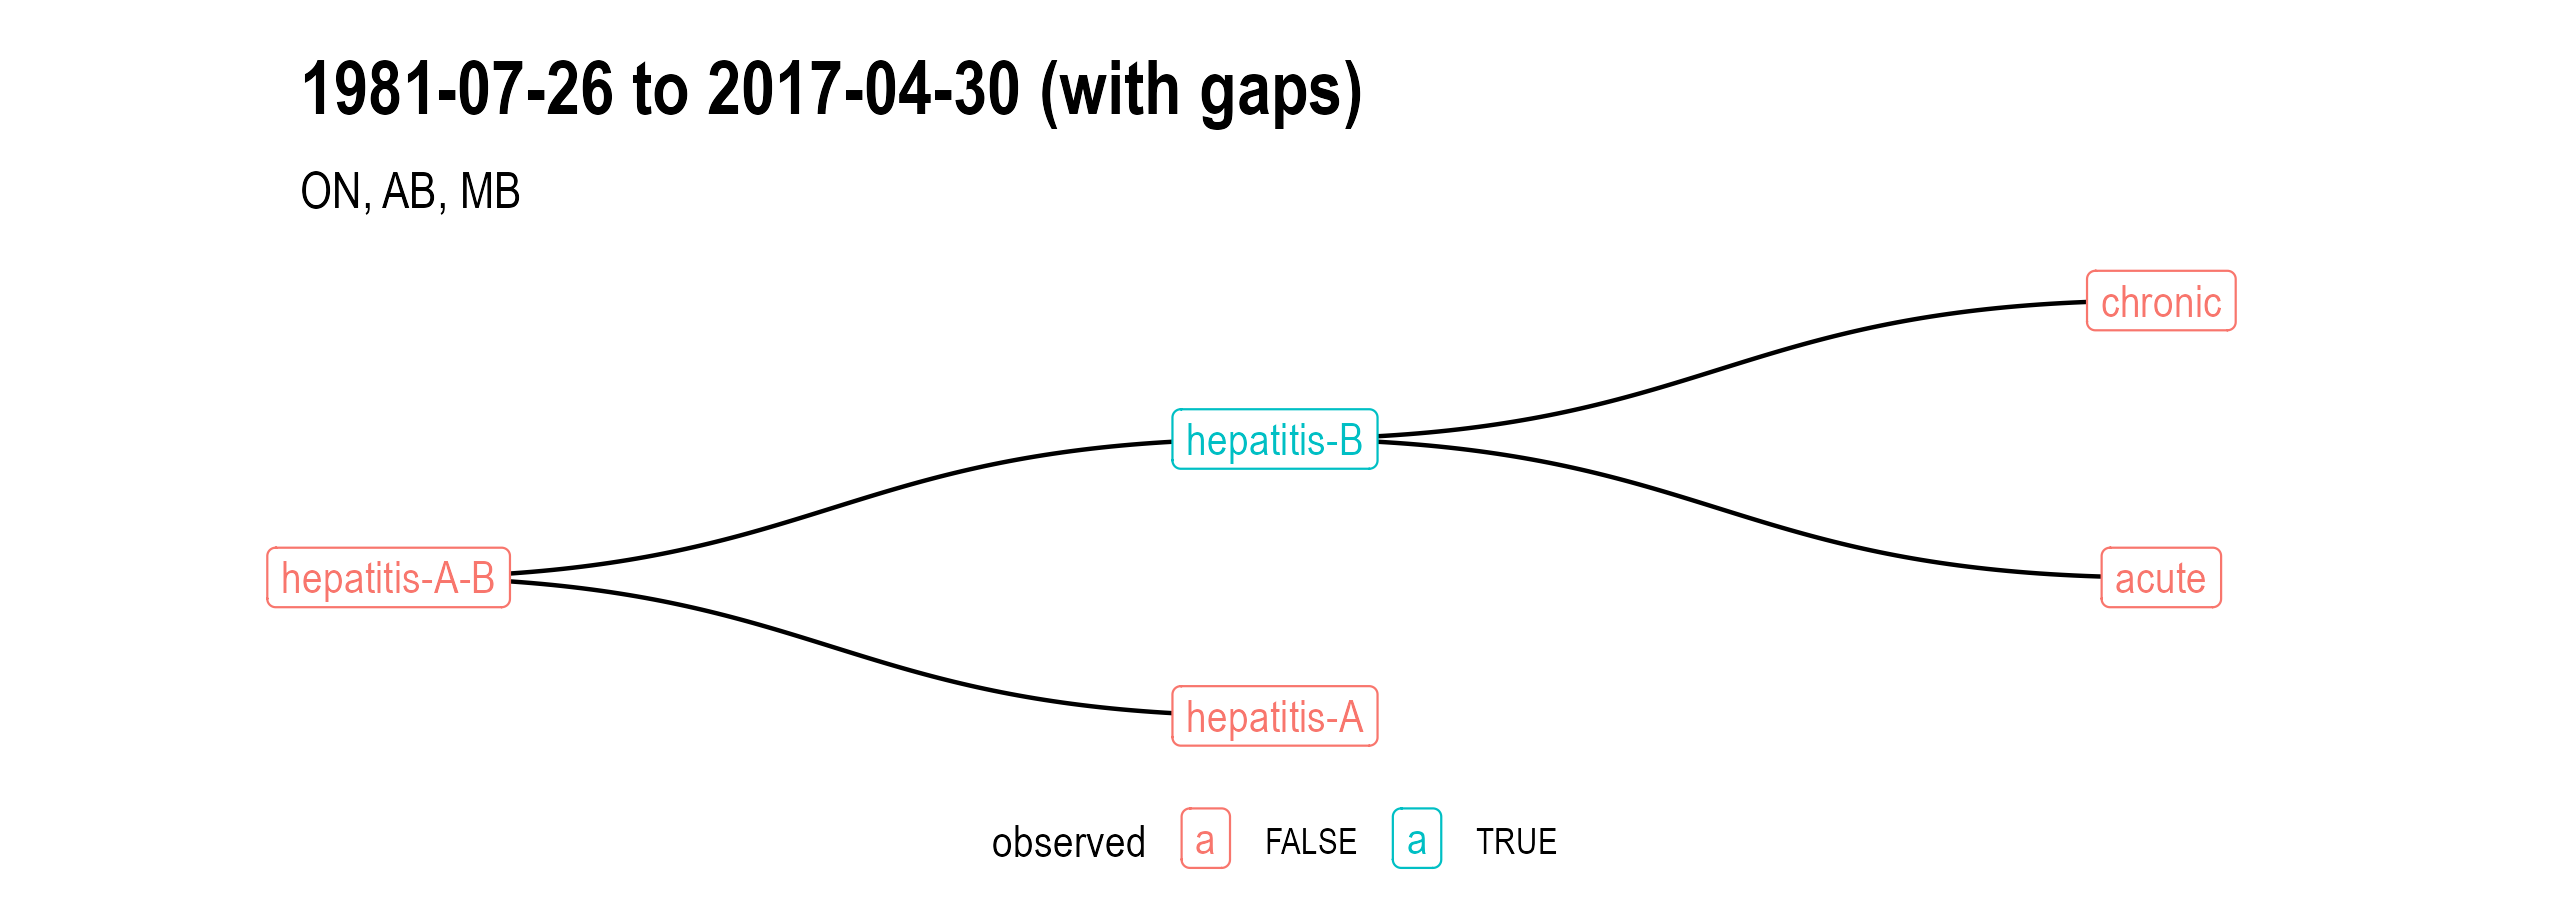 1981-07-26 to 2017-04-30 (with gaps)
ON, AB, MB
chronic
hepatitis-B
hepatitis-A-B
acute
hepatitis-A
observed a FALSE a TRUE